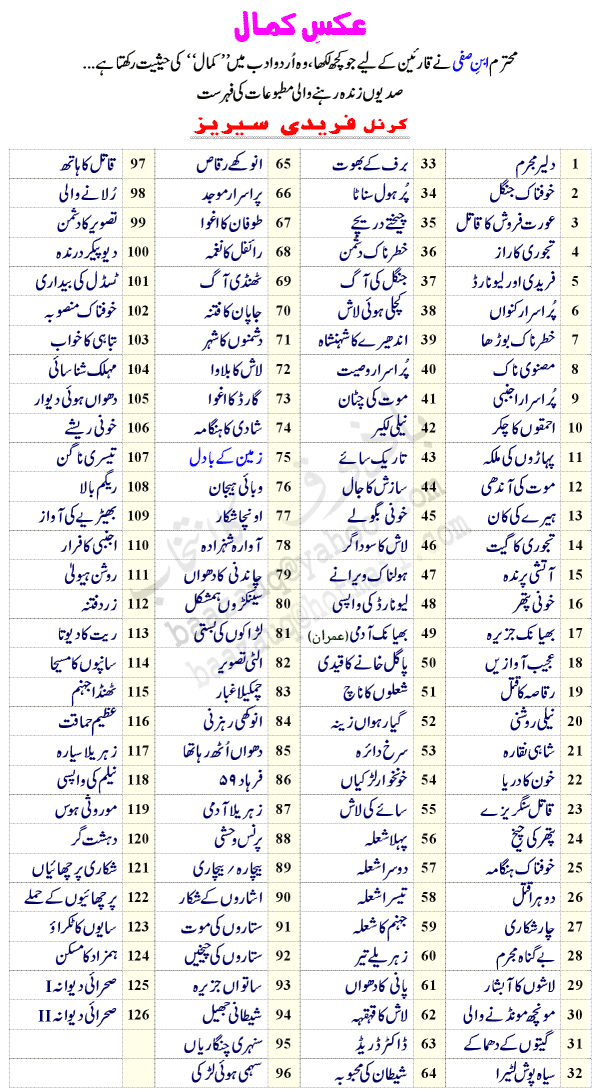 عکسِ کمال
محترم ابنِ صفی نے قارئین کے لیے جو کچھ لکھا، وہ اُردو ادب میں ”کمال“ کی حیثیت رکھتا ہے...
صدیوں زندہ رہنے والی مطبوعات کی فہرست
کرنل فریدی سیریز
1 دلیر مجرم
2 خوفناک جنگل
3 عورت فروش کا قاتل
4 تجوری کا راز
5 فریدی اور لیونارڈ
6 پُراسرار کنواں
7 خطرناک بوڑھا
8 مصنوعی ناک
9 پُراسرار اجنبی
10 احمقوں کا چکر
11 پہاڑوں کی ملکہ
12 موت کی آندھی
13 ہیرے کی کان
14 تجوری کا گیت
15 آتشی پرندہ
16 خونی پتھر
17 بھیانک جزیرہ
18 عجیب آوازیں
19 رقاصہ کا قتل
20 نیلی روشنی
21 شاہی نقارہ
22 خون کا دریا
23 قاتل سنگریزے
24 پتھر کی چیخ
25 خوفناک ہنگامہ
26 دوہرا قتل
27 چار شکاری
28 بے گناہ مجرم
29 لاشوں کا آبشار
30 مونچھ مونڈنے والی
31 گیتوں کے دھماکے
32 سیاہ پوش لٹیرا
33 برف کے بھوت
34 پُر ہول سناٹا
35 چیختے دریچے
36 خطرناک دشمن
37 جنگل کی آگ
38 کچلی ہوئی لاش
39 اندھیرے کا شہنشاہ
40 پُراسرار وصیت
41 موت کی چٹان
42 نیلی لکیر
43 تاریک سائے
44 سازش کا جال
45 خونی بگولے
46 لاش کا سوداگر
47 ہولناک ویرانے
48 لیونارڈ کی واپسی
49 بھیانک آدمی (عمران)
50 پاگل خانے کا قیدی
51 شعلوں کا ناچ
52 گیارہواں زینہ
53 سرخ دائرہ
54 خونخوار لڑکیاں
55 سائے کی لاش
56 پہلا شعلہ
57 دوسرا شعلہ
58 تیسرا شعلہ
59 جہنم کا شعلہ
60 زہریلے تیر
61 پانی کا دھواں
62 لاش کا قہقہہ
63 ڈاکٹر ڈریڈ
64 شیطان کی محبوبہ
65 انوکھے رقاص
66 پراسرار موجد
67 طوفان کا اغوا
68 رائفل کا نغمہ
69 ٹھنڈی آگ
70 جاپان کا فتنہ
71 دشمنوں کا شہر
72 لاش کا بلاوا
73 گارڈ کا اغوا
74 شادی کا ہنگامہ
75 زمین کے بادل
76 وبائی ہیجان
77 اونچا شکار
78 آوارہ شہزادہ
79 چاندنی کا دھواں
80 سینکڑوں ہمشکل
81 لڑاکوں کی بستی
82 الٹی تصویر
83 چمکیلا غبار
84 انوکھی رہزنی
85 دھواں اُٹھ رہا تھا
86 فرہاد ۵۹
87 زہریلا آدمی
88 پرنس وحشی
89 بیچارہ / بیچاری
90 اشاروں کے شکار
91 ستاروں کی موت
92 ستاروں کی چیخیں
93 ساتواں جزیرہ
94 شیطانی جھیل
95 سنہری چنگاریاں
96 سہمی ہوئی لڑکی
97 قاتل کا ہاتھ
98 رُلانے والی
99 تصویر کا دشمن
100 دیو پیکر درندہ
101 ٹسڈل کی بیداری
102 خوفناک منصوبہ
103 تباہی کا خواب
104 مہلک شناسائی
105 دھواں ہوئی دیوار
106 خونی ریشے
107 تیسری ناگن
108 ریگم بالا
109 بھیڑیے کی آواز
110 اجنبی کا فرار
111 روشن ہیولیٰ
112 زرد فتنہ
113 ریت کا دیوتا
114 سانپوں کا مسیحا
115 ٹھنڈا جہنم
116 عظیم حماقت
117 زہریلا سیارہ
118 نیلم کی واپسی
119 موروثی ہوس
120 دہشت گر
121 شکاری پرچھائیاں
122 پرچھائیوں کے حملے
123 سایوں کا ٹکراؤ
124 ہمزاد کا مسکن
125 صحرائی دیوانہ I
126 صحرائی دیوانہ II